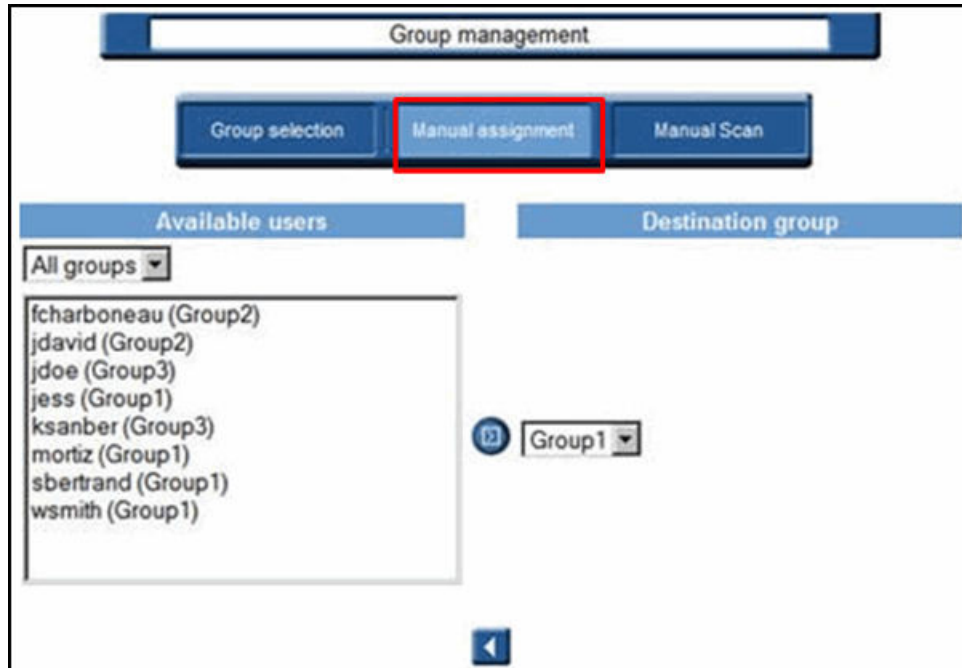 Group management
Group selection
Manual assignment
Manual Scan
Available users
Destination group
All groups
fcharboneau (Group2)
jdavid (Group2)
jdoe (Group3)
jess (Group1)
ksanber (Group3)
mortiz (Group1)
sbertrand (Group1)
wsmith (Group1)
Group1